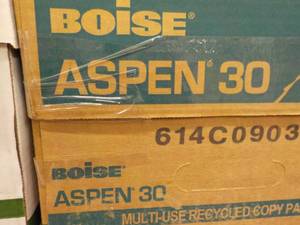 BOISE
ASPEN® 30
614C0903
BOISE
ASPEN 30
MULTI-USE RECYCLED COPY PA